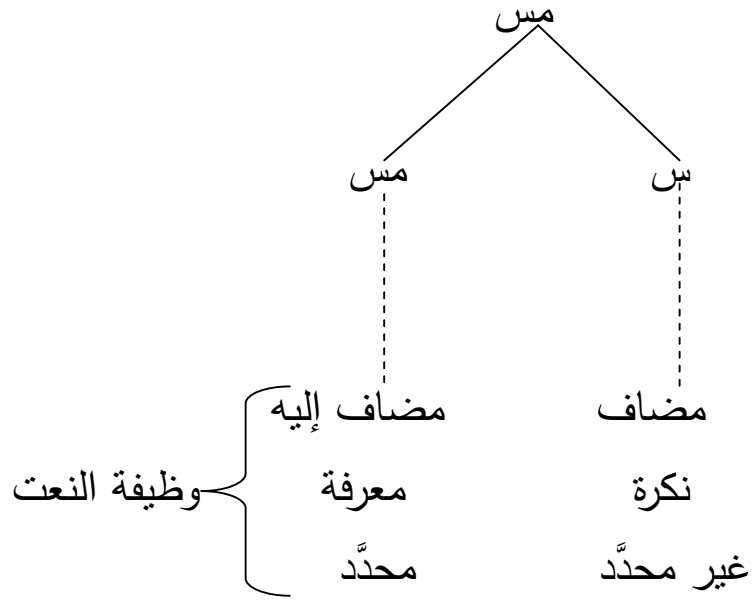 مس
س مس
مضاف مضاف إليه
نكرة معرفة وظيفة النعت
غير محدَّد محدَّد